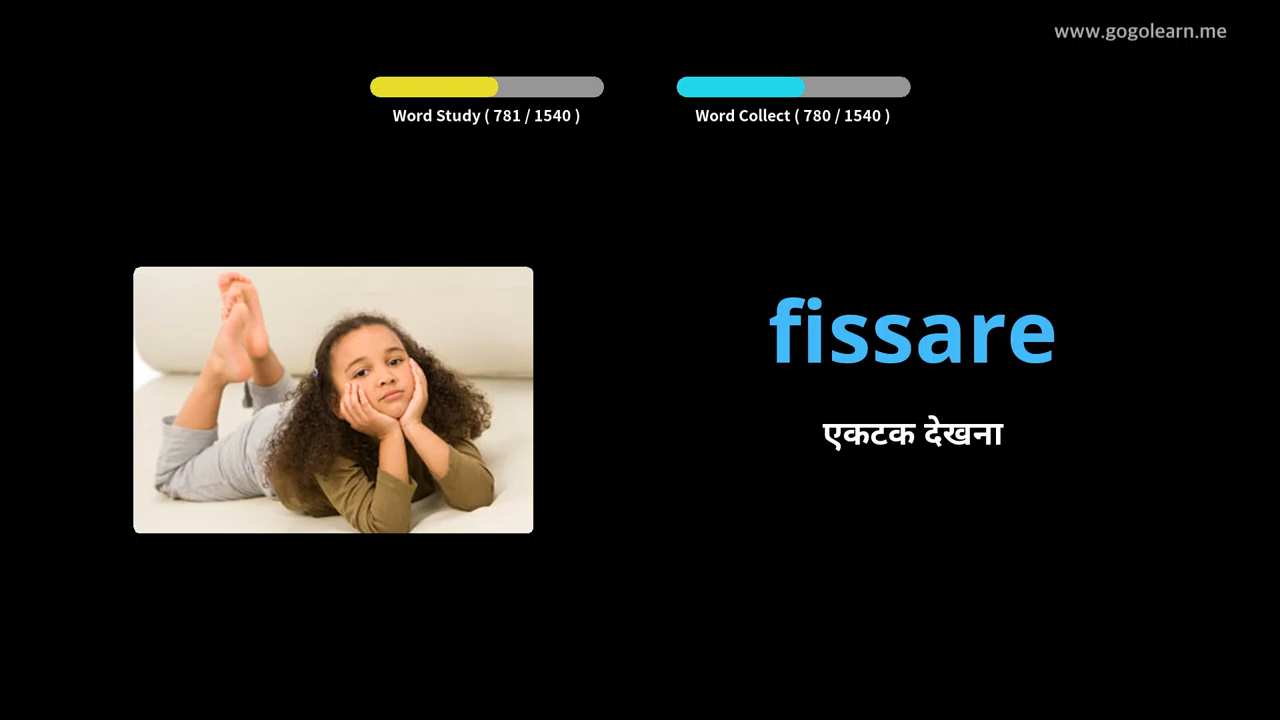 www.gogolearn.me
Word Study ( 781 / 1540 )
Word Collect ( 780 / 1540 )
fissare
एकटक देखना